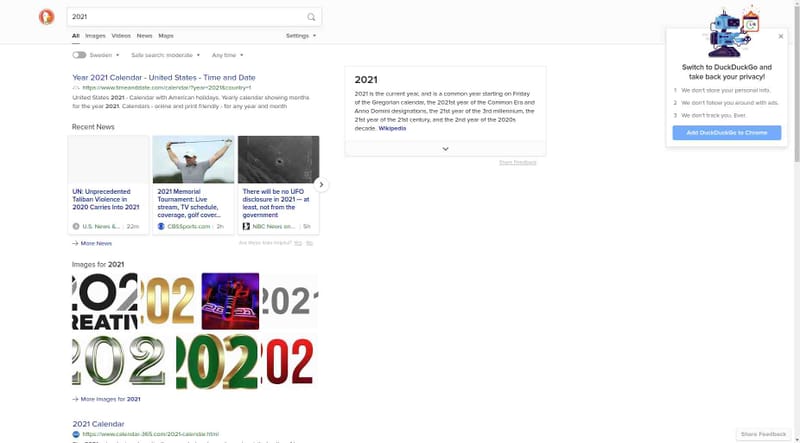 2021
All Images Videos News Maps Settings
Sweden Safe search: moderate Any time
Year 2021 Calendar - United States - Time and Date
https://www.timeanddate.com/calendar/?year=2021&country=1
United States 2021 - Calendar with American holidays. Yearly calendar showing months
for the year 2021. Calendars - online and print friendly - for any year and month
Recent News
UN: Unprecedented
Taliban Violence in
2020 Carries Into 2021
U.S. News &... 22m
2021 Memorial
Tournament: Live
stream, TV schedule,
coverage, golf cover...
CBSSports.com 2h
There will be no UFO
disclosure in 2021 — at
least, not from the
government
NBC News on... 5h
More News
Are these links helpful? Yes No
Images for 2021
202
REATIV
202
2021
2021
202
202
202
More Images for 2021
2021 Calendar
https://www.calendar-365.com/2021-calendar.html
2021
2021 is the current year, and is a common year starting on Friday
of the Gregorian calendar, the 2021st year of the Common Era and
Anno Domini designations, the 21st year of the 3rd millennium, the
21st year of the 21st century, and the 2nd year of the 2020s
decade. Wikipedia
Share Feedback
Switch to DuckDuckGo and
take back your privacy!
1 We don't store your personal info.
2 We don't follow you around with ads.
3 We don't track you. Ever.
Add DuckDuckGo to Chrome
Share Feedback